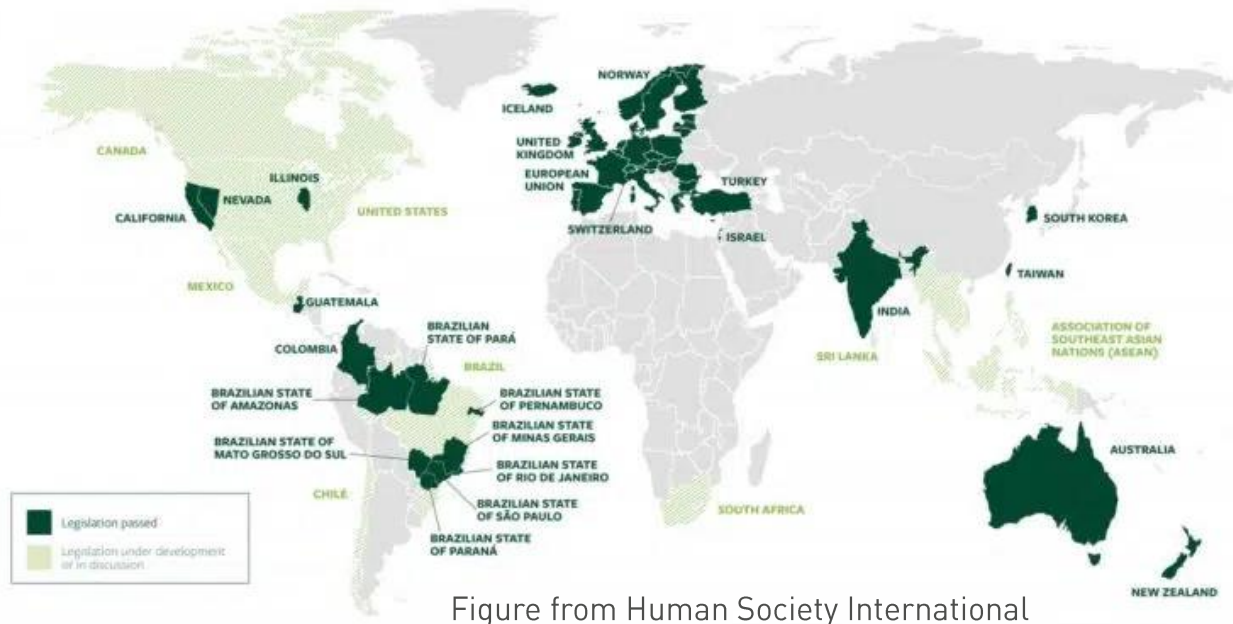 NORWAY
ICELAND
CANADA
UNITED
KINGDOM
ILLINOIS
EUROPEAN
UNION
NEVADA
TURKEY
CALIFORNIA
UNITED STATES
SOUTH KOREA
SWITZERLAND
ISRAEL
TAIWAN
MEXICO
GUATEMALA
INDIA
BRAZILIAN
STATE OF PARÁ
ASSOCIATION OF
SOUTHEAST ASIAN
NATIONS (ASEAN)
COLOMBIA
SRI LANKA
BRAZIL
BRAZILIAN STATE
OF AMAZONAS
BRAZILIAN STATE
OF PERNAMBUCO
BRAZILIAN STATE
OF MINAS GERAIS
BRAZILIAN STATE OF
MATO GROSSO DO SUL
AUSTRALIA
BRAZILIAN STATE
OF RIO DE JANEIRO
CHILE
BRAZILIAN STATE
OF SÃO PAULO
SOUTH AFRICA
BRAZILIAN STATE
OF PARANÁ
Legislation passed
Legislation under development
or in discussion
NEW ZEALAND
Figure from Human Society International